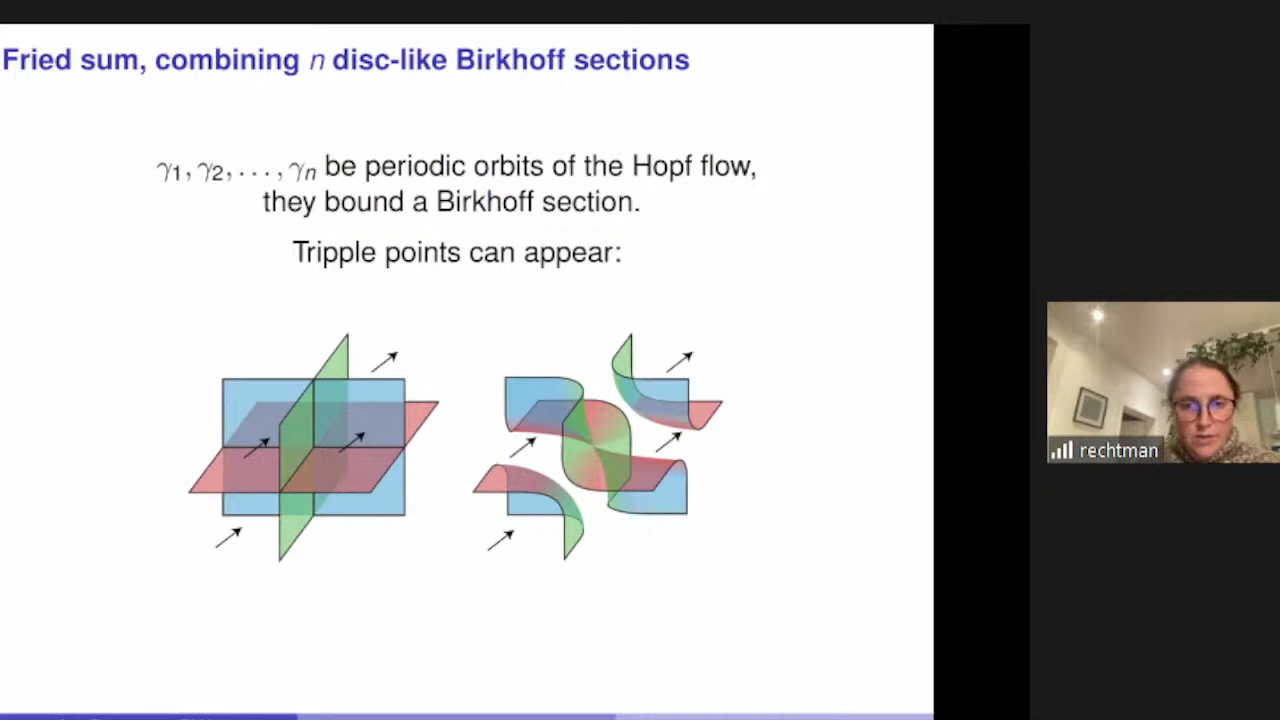 Fried sum, combining n disc-like Birkhoff sections
γ₁, γ₂, . . . , γₙ be periodic orbits of the Hopf flow,
they bound a Birkhoff section.
Tripple points can appear:
rechtman